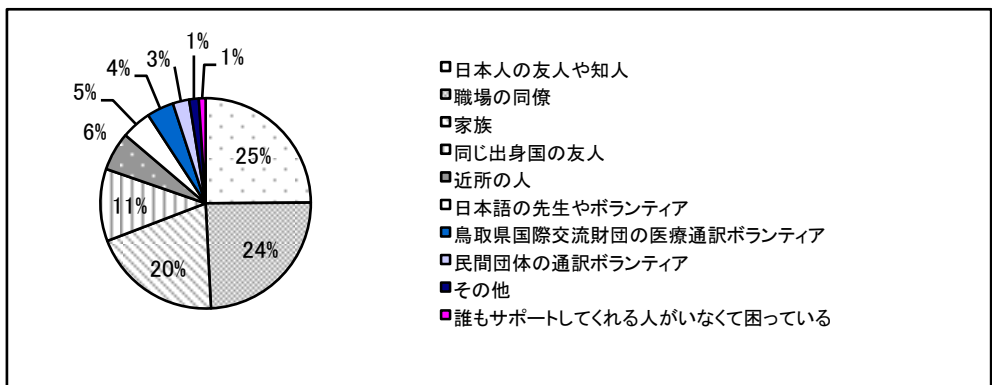 1%
1%
3%
4%
5%
6%
25%
11%
24%
20%
日本人の友人や知人
職場の同僚
家族
同じ出身国の友人
近所の人
日本語の先生やボランティア
鳥取県国際交流財団の医療通訳ボランティア
民間団体の通訳ボランティア
その他
誰もサポートしてくれる人がいなくて困っている